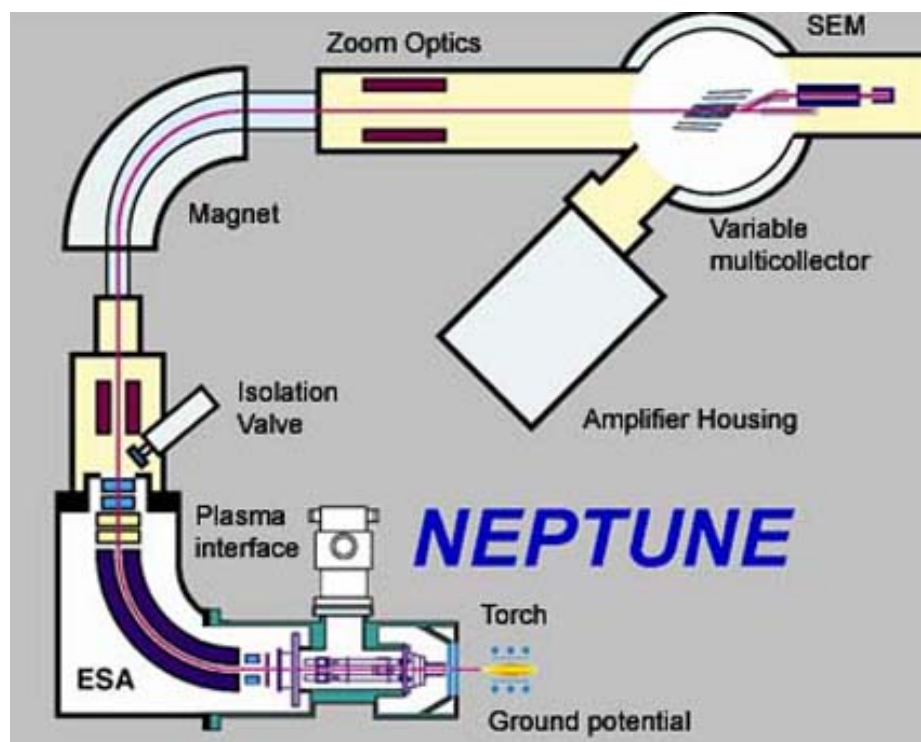 SEM
Zoom Optics
Magnet
Variable
multicollector
Isolation
Valve
Amplifier Housing
Plasma
interface
NEPTUNE
Torch
ESA
Ground potential